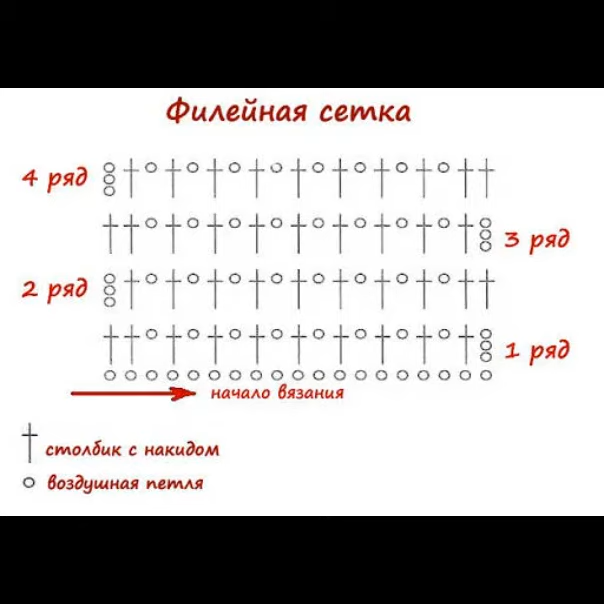 Филейная сетка
4 ряд
3 ряд
2 ряд
1 ряд
начало вязания
столбик с накидом
воздушная петля